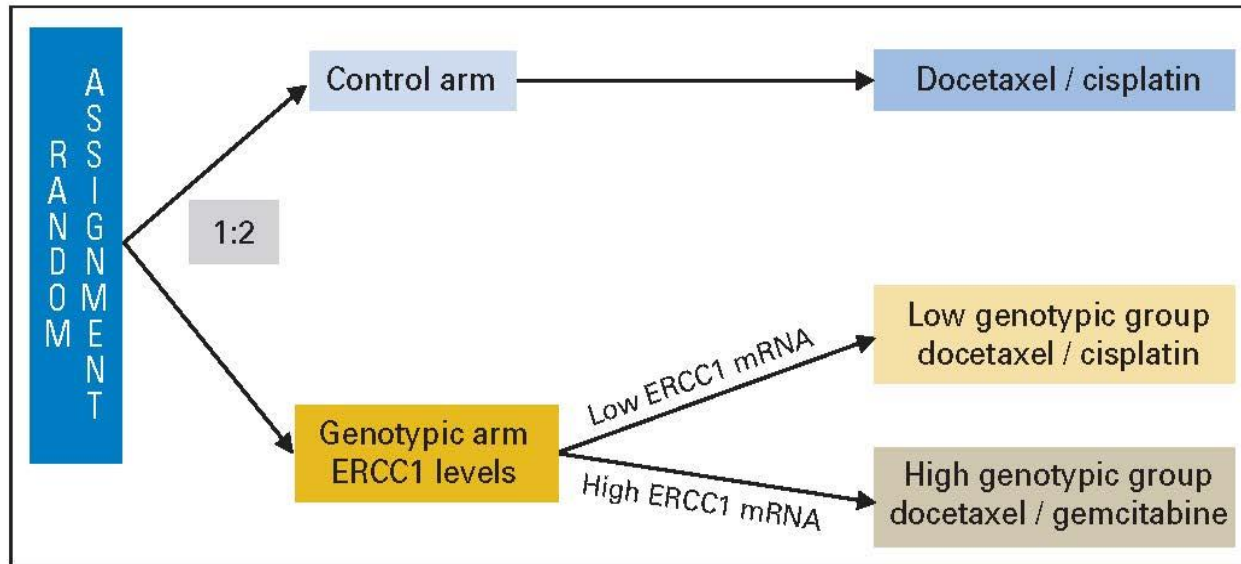 RANDOM
ASSIGNMENT
Control arm
Docetaxel / cisplatin
1:2
Genotypic arm
ERCC1 levels
Low ERCC1 mRNA
High ERCC1 mRNA
Low genotypic group
docetaxel / cisplatin
High genotypic group
docetaxel / gemcitabine